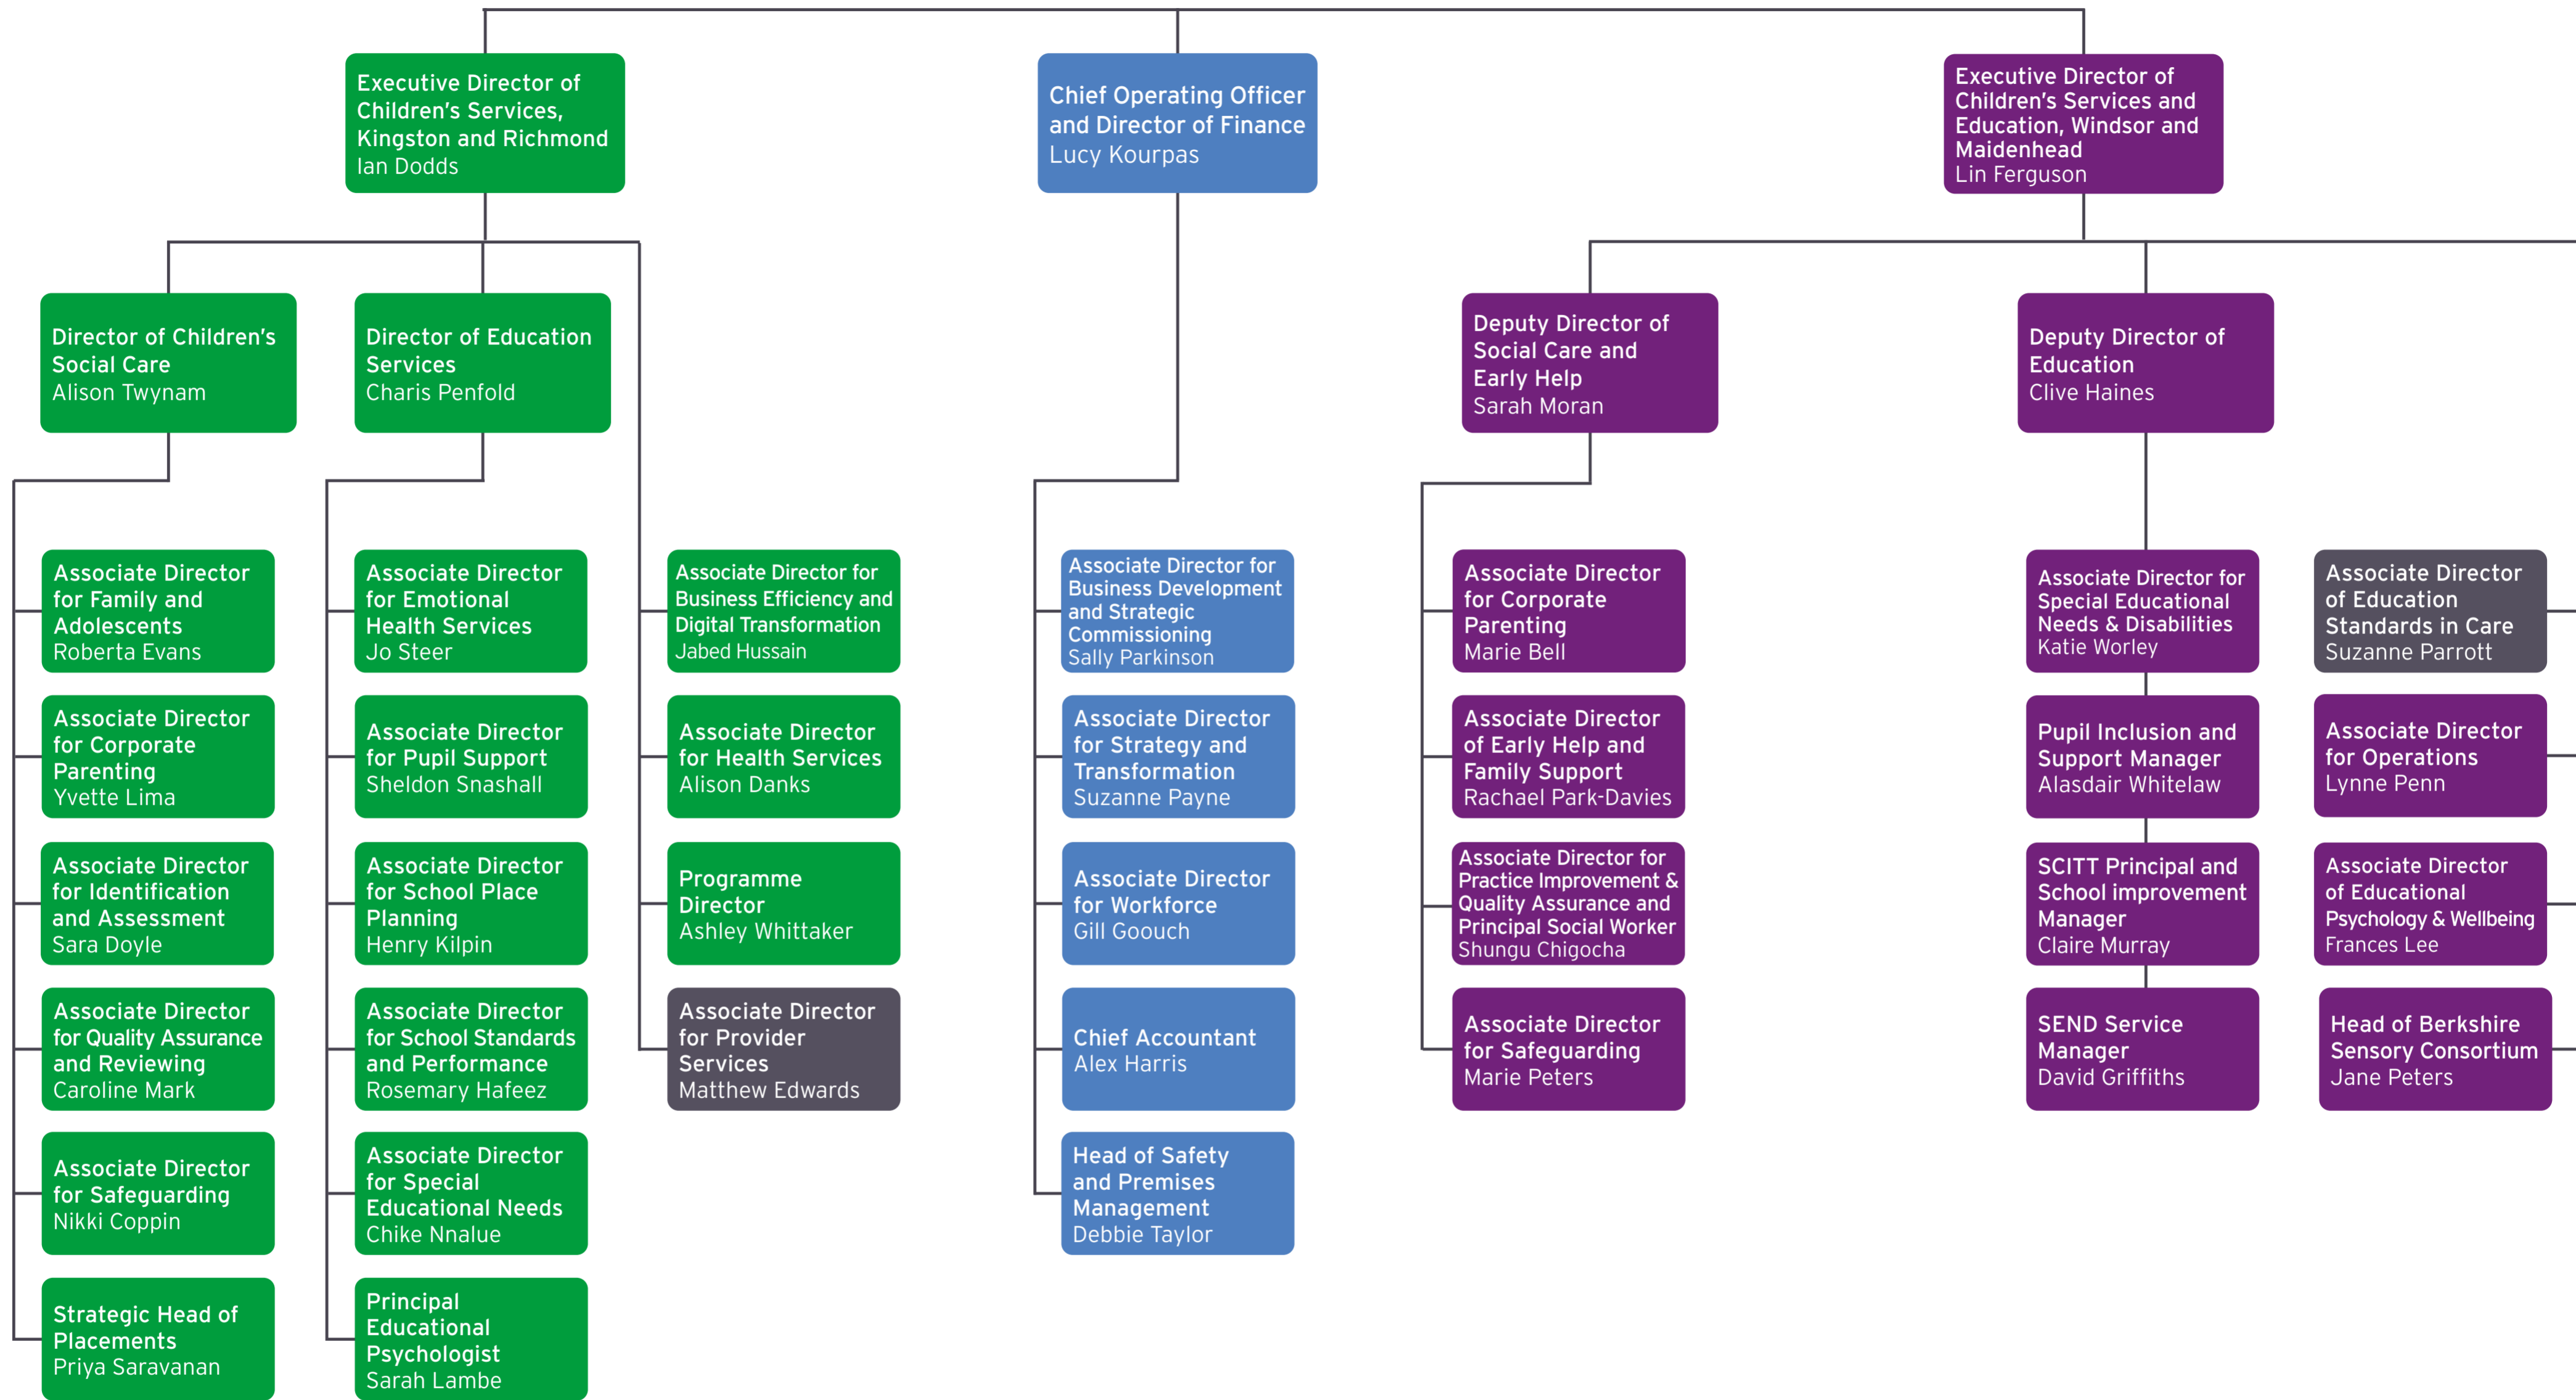 Executive Director of
Children's Services,
Kingston and Richmond
Ian Dodds
Chief Operating Officer
and Director of Finance
Lucy Kourpas
Executive Director of
Children's Services and
Education, Windsor and
Maidenhead
Lin Ferguson
Director of Children's
Social Care
Alison Twynam
Director of Education
Services
Charis Penfold
Deputy Director of
Social Care and
Early Help
Sarah Moran
Deputy Director of
Education
Clive Haines
Associate Director
for Family and
Adolescents
Roberta Evans
Associate Director
for Corporate
Parenting
Yvette Lima
Associate Director
for Identification
and Assessment
Sara Doyle
Associate Director
for Quality Assurance
and Reviewing
Caroline Mark
Associate Director
for Safeguarding
Nikki Coppin
Strategic Head of
Placements
Priya Saravanan
Associate Director
for Emotional
Health Services
Jo Steer
Associate Director
for Pupil Support
Sheldon Snashall
Associate Director
for School Place
Planning
Henry Kilpin
Associate Director
for School Standards
and Performance
Rosemary Hafeez
Associate Director
for Special
Educational Needs
Chike Nnalue
Principal
Educational
Psychologist
Sarah Lambe
Associate Director for
Business Efficiency and
Digital Transformation
Jabed Hussain
Associate Director
for Health Services
Alison Danks
Programme
Director
Ashley Whittaker
Associate Director
for Provider
Services
Matthew Edwards
Associate Director for
Business Development
and Strategic
Commissioning
Sally Parkinson
Associate Director
for Strategy and
Transformation
Suzanne Payne
Associate Director
for Workforce
Gill Goouch
Chief Accountant
Alex Harris
Head of Safety
and Premises
Management
Debbie Taylor
Associate Director
for Corporate
Parenting
Marie Bell
Associate Director
of Early Help and
Family Support
Rachael Park-Davies
Associate Director for
Practice Improvement &
Quality Assurance and
Principal Social Worker
Shungu Chigocha
Associate Director
for Safeguarding
Marie Peters
Associate Director for
Special Educational
Needs & Disabilities
Katie Worley
Pupil Inclusion and
Support Manager
Alasdair Whitelaw
SCITT Principal and
School improvement
Manager
Claire Murray
SEND Service
Manager
David Griffiths
Associate Director
of Education
Standards in Care
Suzanne Parrott
Associate Director
for Operations
Lynne Penn
Associate Director
of Educational
Psychology & Wellbeing
Frances Lee
Head of Berkshire
Sensory Consortium
Jane Peters